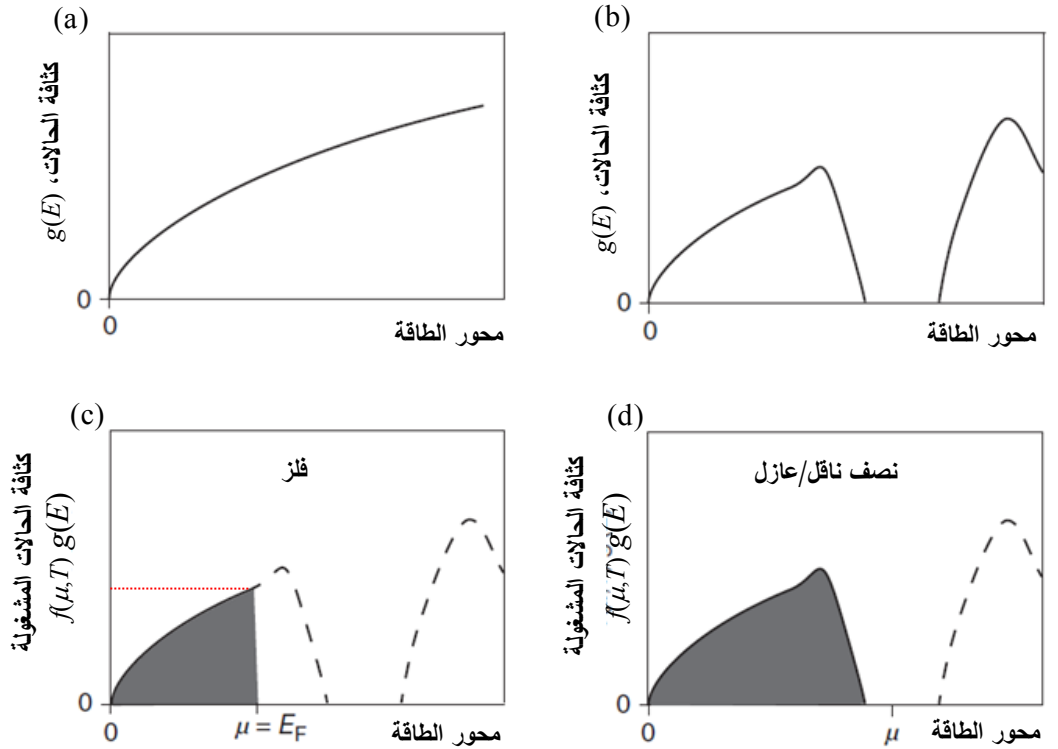 (a)
كثافة الحالات، g(E)
0
0
محور الطاقة
(b)
كثافة الحالات، g(E)
0
0
محور الطاقة
(c)
فلز
كثافة الحالات المشغولة
f(μ,T) g(E)
0
0
μ = E_F
محور الطاقة
(d)
نصف ناقل/عازل
كثافة الحالات المشغولة
f(μ,T) g(E)
0
0
μ
محور الطاقة